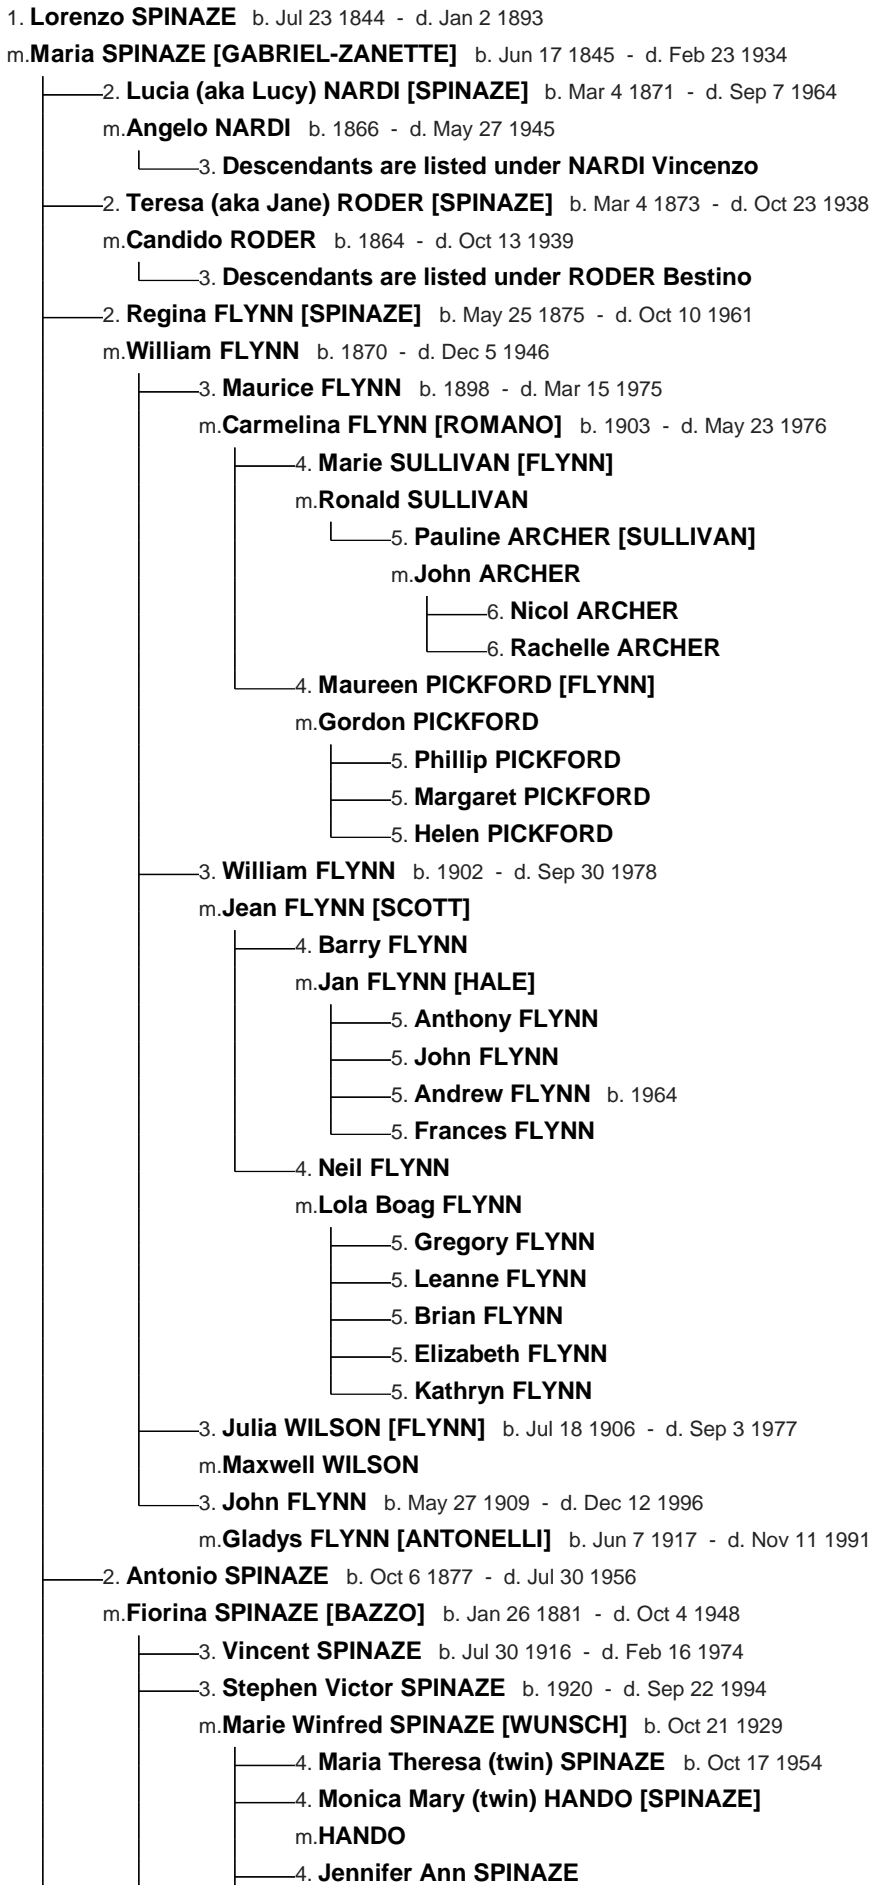 1. Lorenzo SPINAZE b. Jul 23 1844 - d. Jan 2 1893
m.Maria SPINAZE [GABRIEL-ZANETTE] b. Jun 17 1845 - d. Feb 23 1934
2. Lucia (aka Lucy) NARDI [SPINAZE] b. Mar 4 1871 - d. Sep 7 1964
m.Angelo NARDI b. 1866 - d. May 27 1945
3. Descendants are listed under NARDI Vincenzo
2. Teresa (aka Jane) RODER [SPINAZE] b. Mar 4 1873 - d. Oct 23 1938
m.Candido RODER b. 1864 - d. Oct 13 1939
3. Descendants are listed under RODER Bestino
2. Regina FLYNN [SPINAZE] b. May 25 1875 - d. Oct 10 1961
m.William FLYNN b. 1870 - d. Dec 5 1946
3. Maurice FLYNN b. 1898 - d. Mar 15 1975
m.Carmelina FLYNN [ROMANO] b. 1903 - d. May 23 1976
4. Marie SULLIVAN [FLYNN]
m.Ronald SULLIVAN
5. Pauline ARCHER [SULLIVAN]
m.John ARCHER
6. Nicol ARCHER
6. Rachelle ARCHER
4. Maureen PICKFORD [FLYNN]
m.Gordon PICKFORD
5. Phillip PICKFORD
5. Margaret PICKFORD
5. Helen PICKFORD
3. William FLYNN b. 1902 - d. Sep 30 1978
m.Jean FLYNN [SCOTT]
4. Barry FLYNN
m.Jan FLYNN [HALE]
5. Anthony FLYNN
5. John FLYNN
5. Andrew FLYNN b. 1964
5. Frances FLYNN
4. Neil FLYNN
m.Lola Boag FLYNN
5. Gregory FLYNN
5. Leanne FLYNN
5. Brian FLYNN
5. Elizabeth FLYNN
5. Kathryn FLYNN
3. Julia WILSON [FLYNN] b. Jul 18 1906 - d. Sep 3 1977
m.Maxwell WILSON
3. John FLYNN b. May 27 1909 - d. Dec 12 1996
m.Gladys FLYNN [ANTONELLI] b. Jun 7 1917 - d. Nov 11 1991
2. Antonio SPINAZE b. Oct 6 1877 - d. Jul 30 1956
m.Fiorina SPINAZE [BAZZO] b. Jan 26 1881 - d. Oct 4 1948
3. Vincent SPINAZE b. Jul 30 1916 - d. Feb 16 1974
3. Stephen Victor SPINAZE b. 1920 - d. Sep 22 1994
m.Marie Winfred SPINAZE [WUNSCH] b. Oct 21 1929
4. Maria Theresa (twin) SPINAZE b. Oct 17 1954
4. Monica Mary (twin) HANDO [SPINAZE]
m.HANDO
4. Jennifer Ann SPINAZE